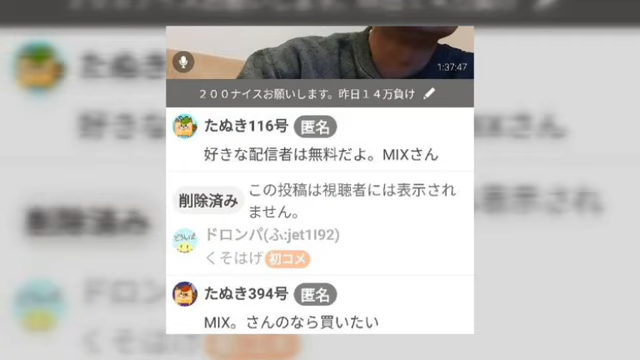 1:37:47
２００ナイスお願いします。昨日１４万負け
たぬき116号 匿名
好きな配信者は無料だよ。MIXさん
削除済み
この投稿は視聴者には表示され
ません。
ドロンパ(ふ:jet1I92)
くそはげ 初コメ
たぬき394号 匿名
MIX。さんのなら買いたい